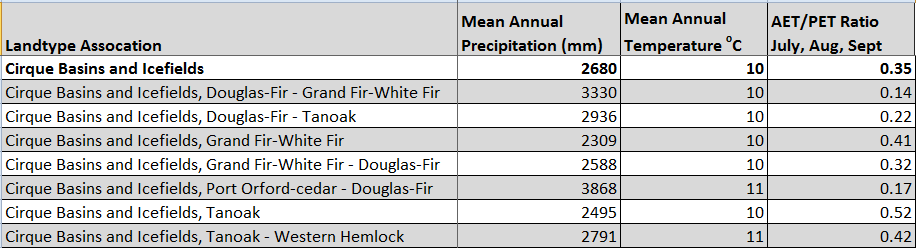 Landtype Assocation | Mean Annual Precipitation (mm) | Mean Annual Temperature °C | AET/PET Ratio July, Aug, Sept
Cirque Basins and Icefields | 2680 | 10 | 0.35
Cirque Basins and Icefields, Douglas-Fir - Grand Fir-White Fir | 3330 | 10 | 0.14
Cirque Basins and Icefields, Douglas-Fir - Tanoak | 2936 | 10 | 0.22
Cirque Basins and Icefields, Grand Fir-White Fir | 2309 | 10 | 0.41
Cirque Basins and Icefields, Grand Fir-White Fir - Douglas-Fir | 2588 | 10 | 0.32
Cirque Basins and Icefields, Port Orford-cedar - Douglas-Fir | 3868 | 11 | 0.17
Cirque Basins and Icefields, Tanoak | 2495 | 10 | 0.52
Cirque Basins and Icefields, Tanoak - Western Hemlock | 2791 | 11 | 0.42